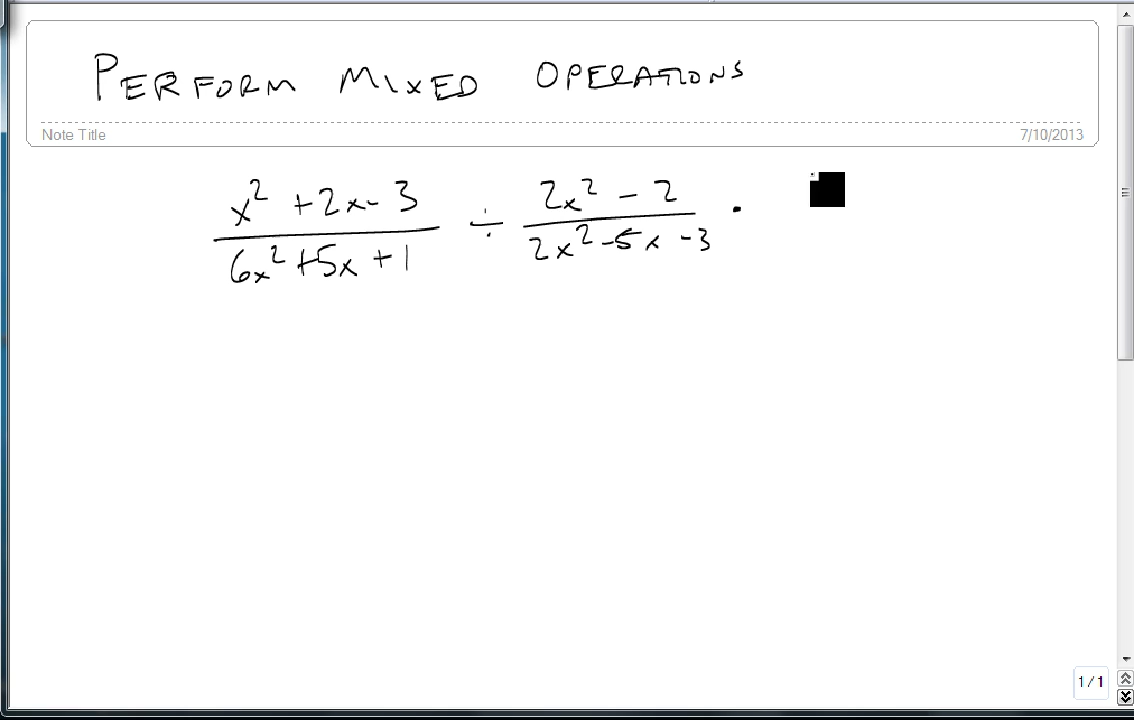 PERFORM MIXED OPERATIONS
Note Title 7/10/2013
x² + 2x - 3 2x² - 2
÷ ·
6x² + 5x + 1 2x² - 5x - 3
1 / 1